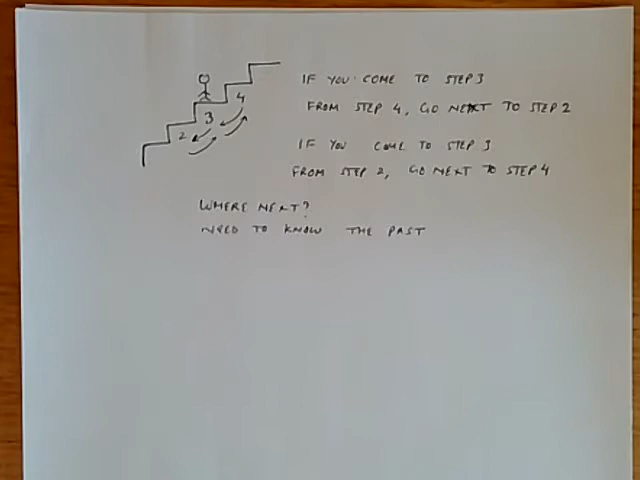 4
3
2
IF YOU COME TO STEP 3
FROM STEP 4, GO NEXT TO STEP 2
IF YOU COME TO STEP 3
FROM STEP 2, GO NEXT TO STEP 4
WHERE NEXT?
NEED TO KNOW THE PAST